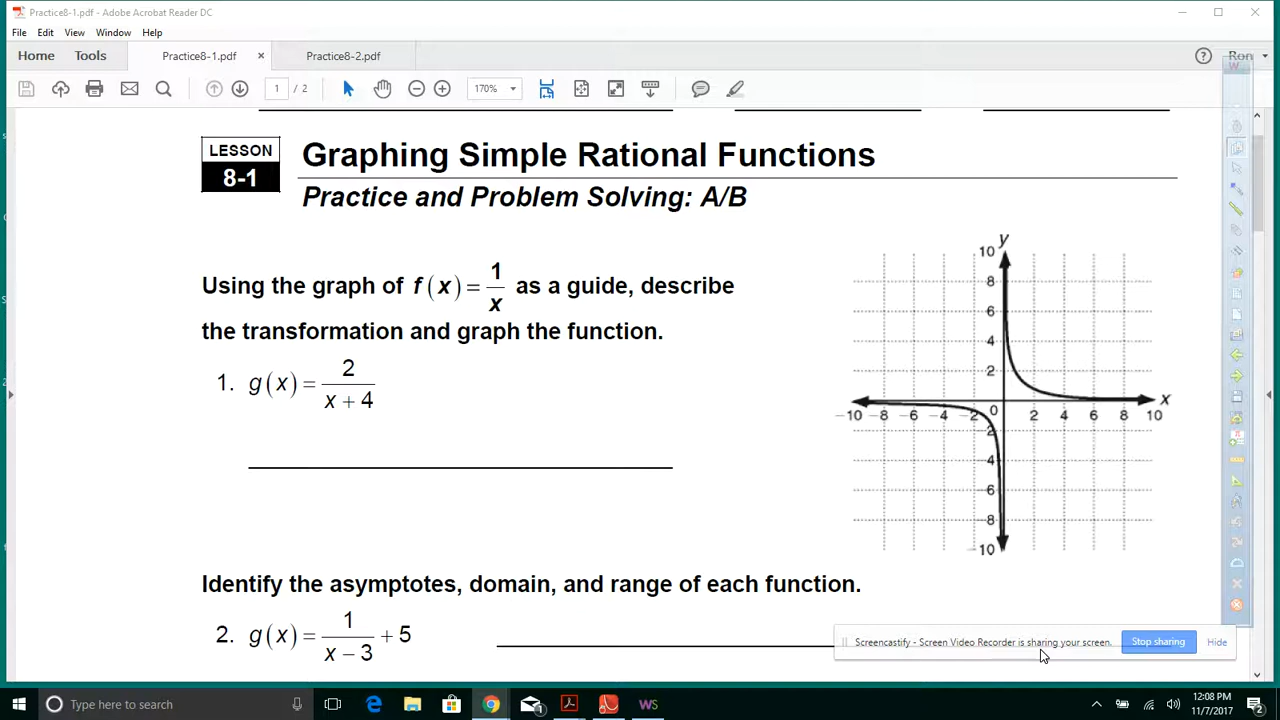 Practice8-1.pdf - Adobe Acrobat Reader DC
File Edit View Window Help
Home Tools Practice8-1.pdf × Practice8-2.pdf Ron
1 / 2 170%
LESSON
8-1
Graphing Simple Rational Functions
Practice and Problem Solving: A/B
Using the graph of f(x) = 1/x as a guide, describe
the transformation and graph the function.
1. g(x) = 2/(x + 4)
y
10
8
6
4
2
-10 -8 -6 -4 -2 0 2 4 6 8 10 x
-2
-4
-6
-8
-10
Identify the asymptotes, domain, and range of each function.
2. g(x) = 1/(x − 3) + 5
Screencastify - Screen Video Recorder is sharing your screen. Stop sharing Hide
Type here to search
12:08 PM
11/7/2017